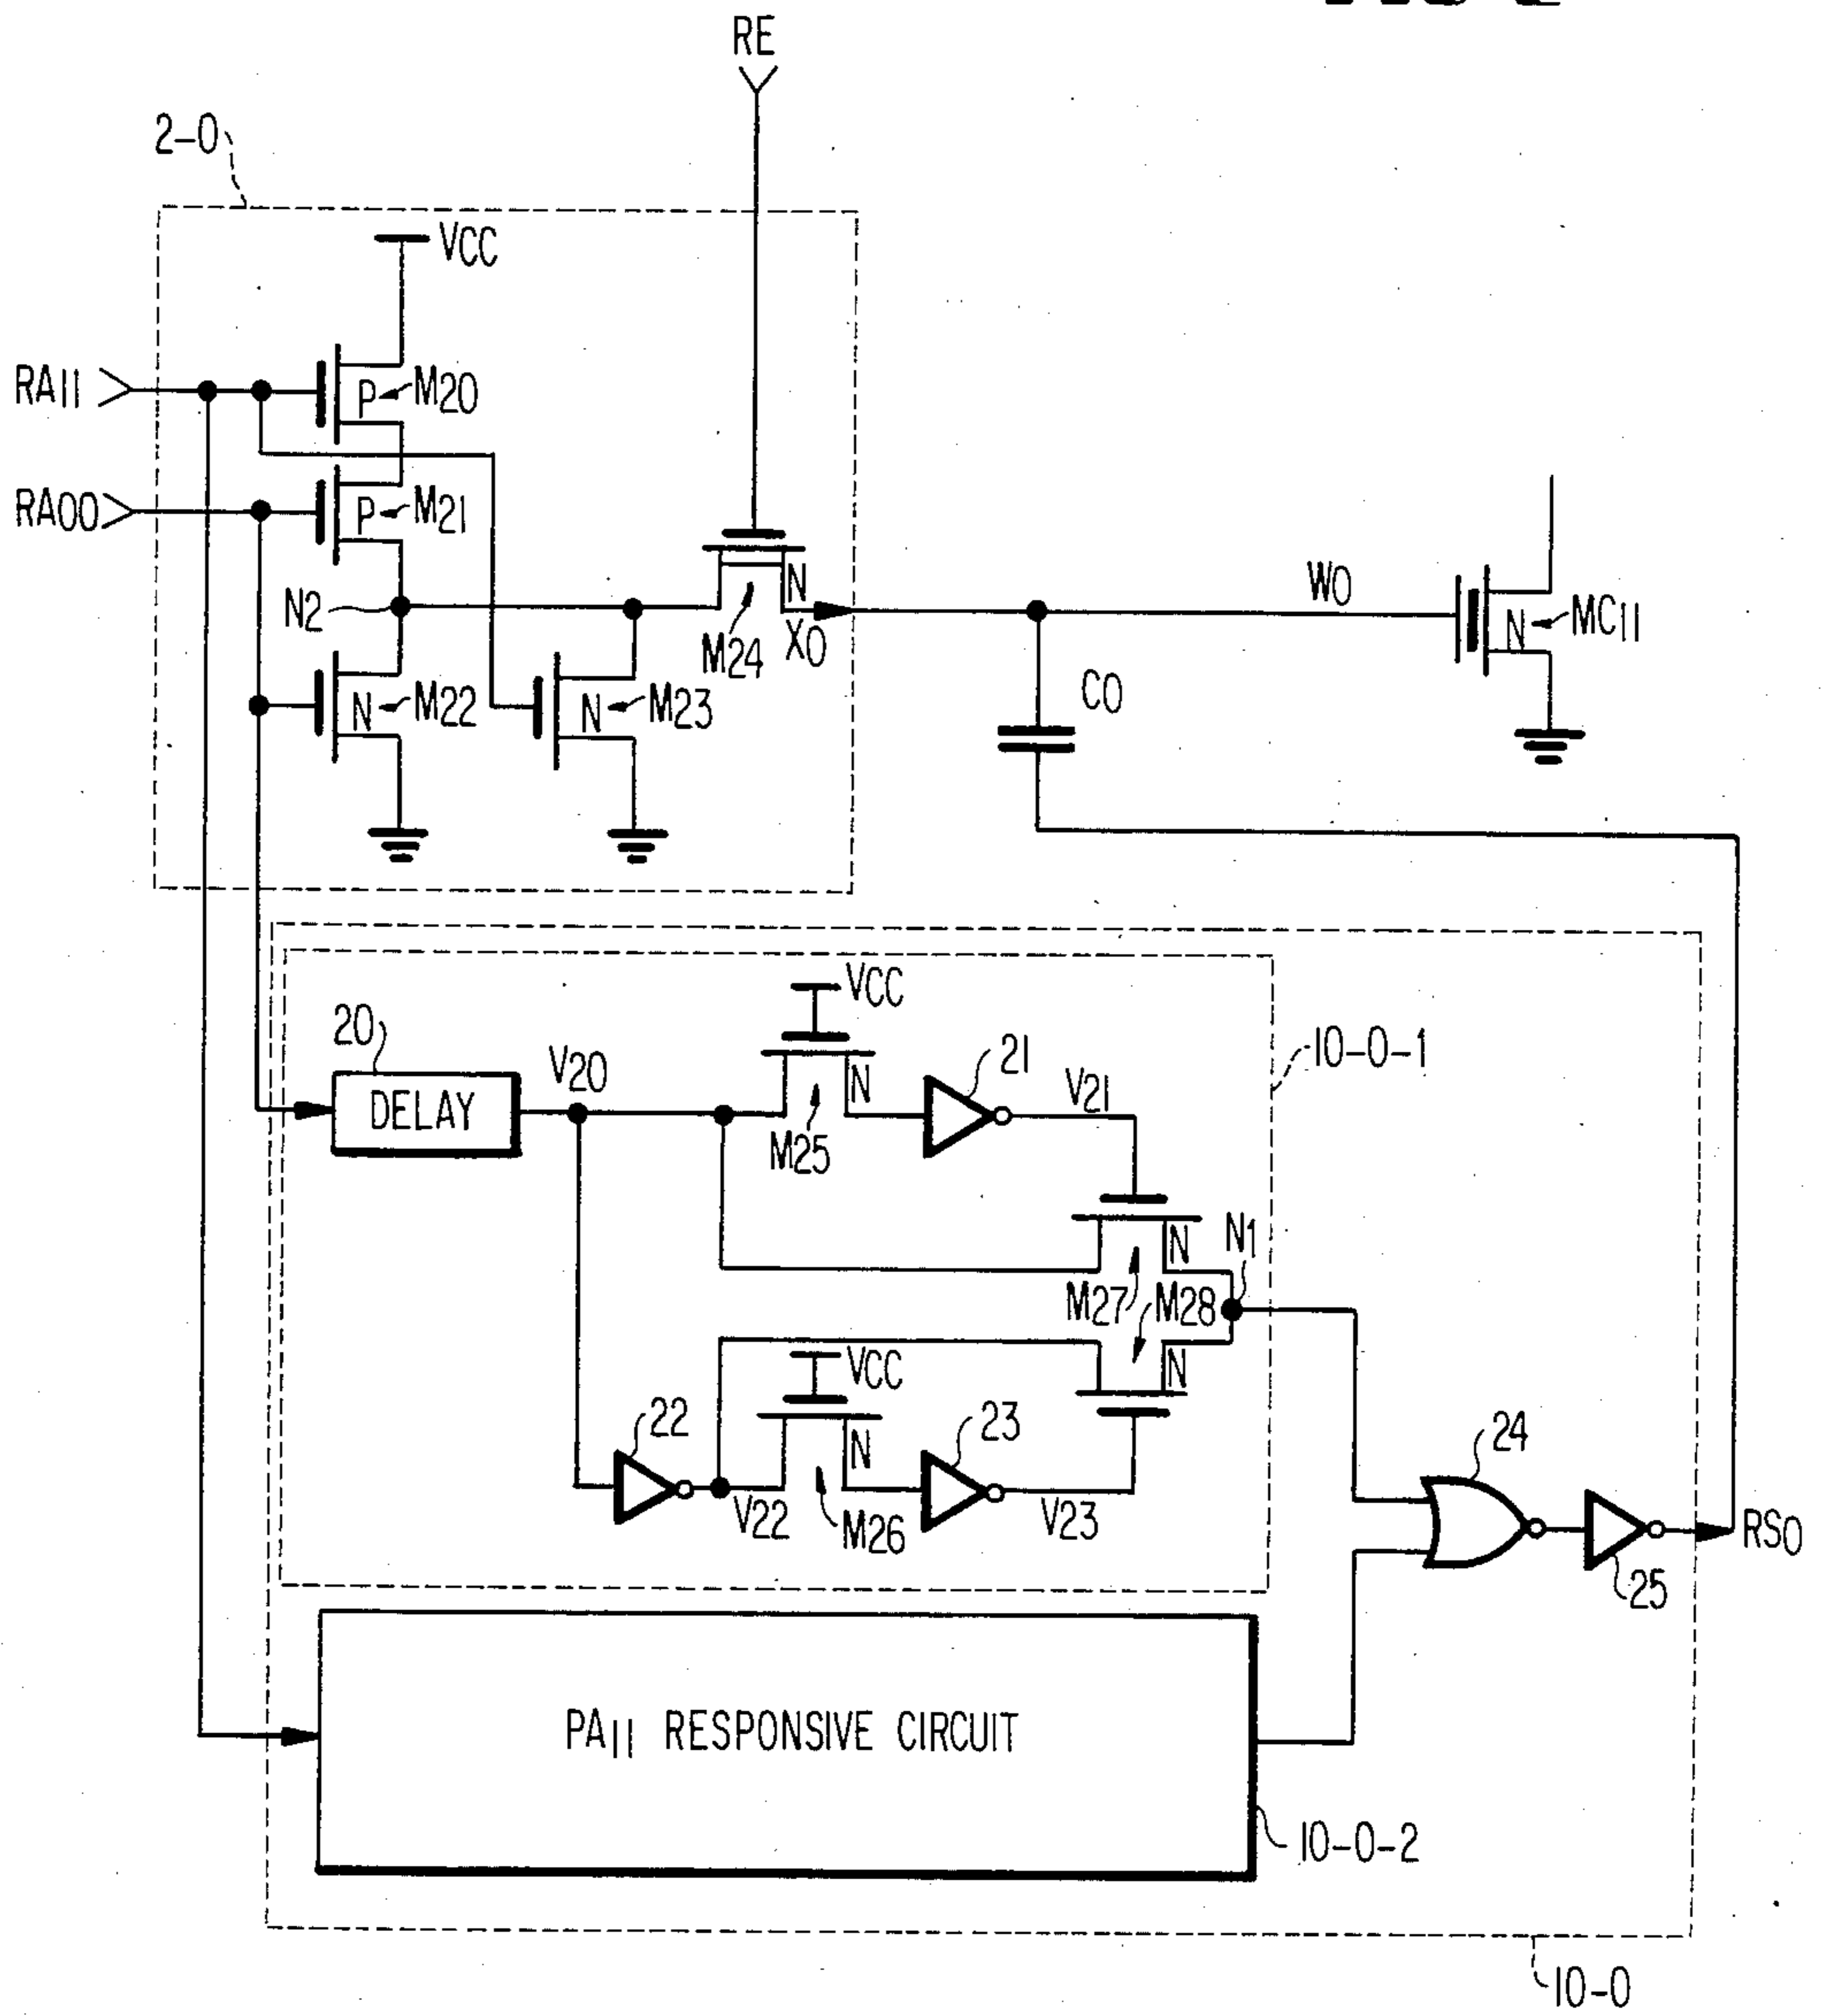 RE
2-0
VCC
RA11
P
M20
RA00
P
M21
N2
N
M24
X0
W0
N
MC11
N
M22
N
M23
C0
VCC
20
V20
DELAY
N
M25
21
V21
10-0-1
N
N1
M27
M28
VCC
N
22
V22
N
M26
23
V23
24
RS0
25
PA11 RESPONSIVE CIRCUIT
10-0-2
10-0